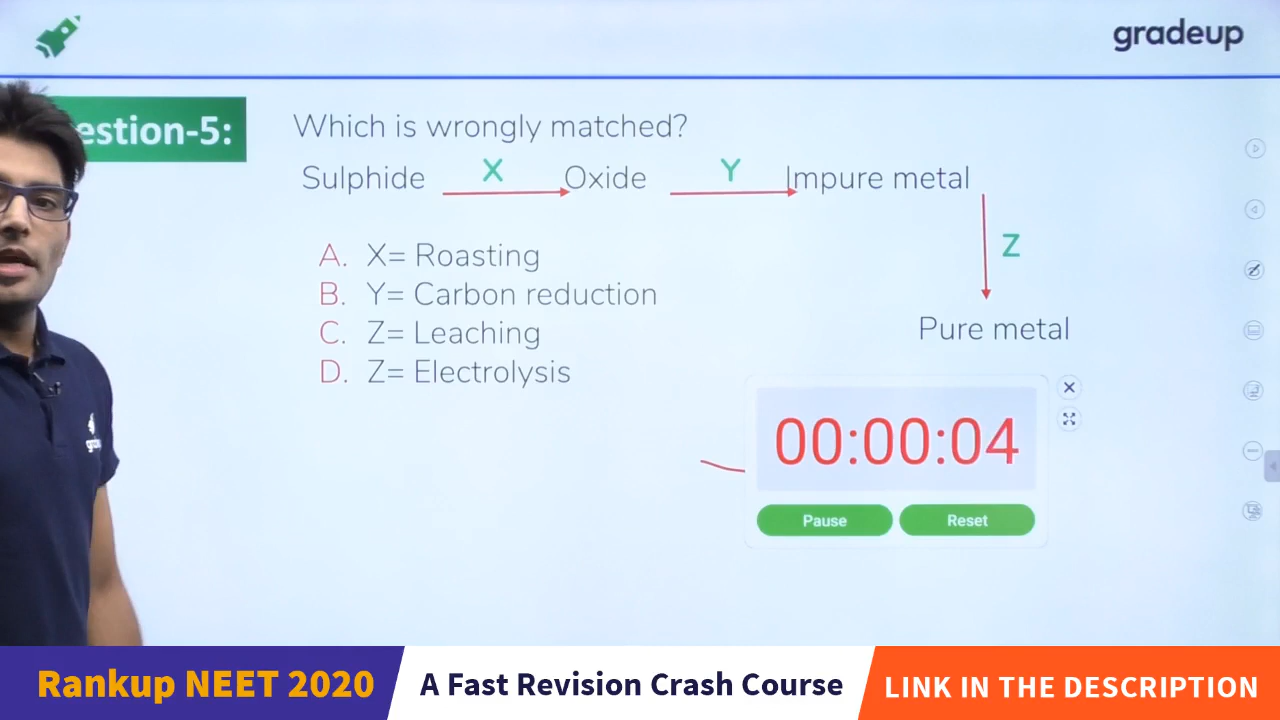 gradeup
estion-5:
Which is wrongly matched?
Sulphide X Oxide Y Impure metal
Z
Pure metal
A. X= Roasting
B. Y= Carbon reduction
C. Z= Leaching
D. Z= Electrolysis
00:00:04
Pause Reset
Rankup NEET 2020 A Fast Revision Crash Course LINK IN THE DESCRIPTION